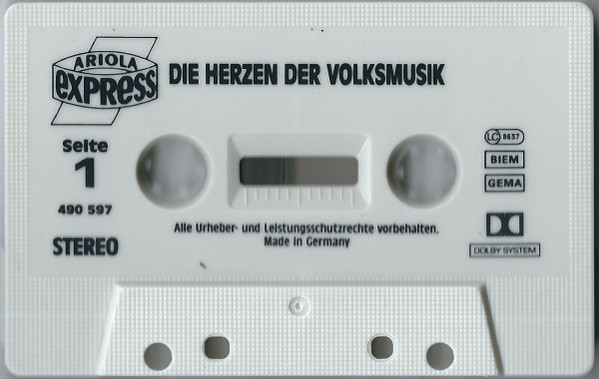 ARIOLA
EXPRESS
DIE HERZEN DER VOLKSMUSIK
Seite
1
490 597
STEREO
LC 8637
BIEM
GEMA
DOLBY SYSTEM
Alle Urheber- und Leistungsschutzrechte vorbehalten.
Made in Germany